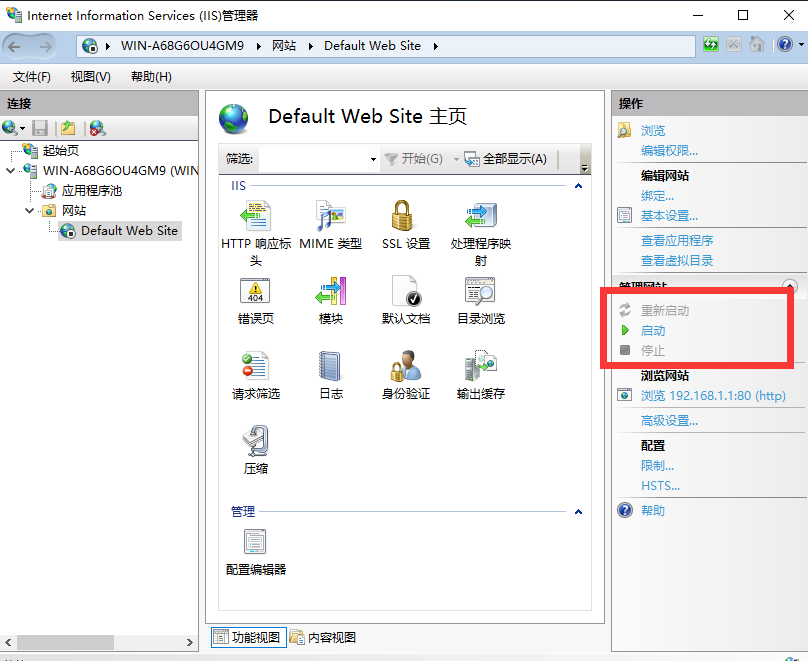 Internet Information Services (IIS)管理器
WIN-A68G6OU4GM9 网站 Default Web Site
文件(F) 视图(V) 帮助(H)
连接
起始页
WIN-A68G6OU4GM9 (WIN
应用程序池
网站
Default Web Site
Default Web Site 主页
筛选: 开始(G) 全部显示(A)
IIS
HTTP 响应标
头
MIME 类型
SSL 设置
处理程序映
射
404
错误页
模块
默认文档
目录浏览
请求筛选
日志
身份验证
输出缓存
压缩
管理
配置编辑器
功能视图 内容视图
操作
浏览
编辑权限...
编辑网站
绑定...
基本设置...
查看应用程序
查看虚拟目录
管理网站
重新启动
启动
停止
浏览网站
浏览 192.168.1.1:80 (http)
高级设置...
配置
限制...
HSTS...
帮助